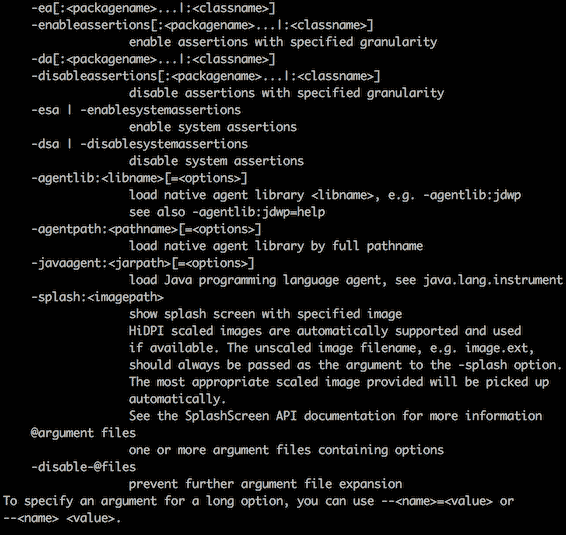 -ea[:<packagename>...|:<classname>]
-enableassertions[:<packagename>...|:<classname>]
enable assertions with specified granularity
-da[:<packagename>...|:<classname>]
-disableassertions[:<packagename>...|:<classname>]
disable assertions with specified granularity
-esa | -enablesystemassertions
enable system assertions
-dsa | -disablesystemassertions
disable system assertions
-agentlib:<libname>[=<options>]
load native agent library <libname>, e.g. -agentlib:jdwp
see also -agentlib:jdwp=help
-agentpath:<pathname>[=<options>]
load native agent library by full pathname
-javaagent:<jarpath>[=<options>]
load Java programming language agent, see java.lang.instrument
-splash:<imagepath>
show splash screen with specified image
HiDPI scaled images are automatically supported and used
if available. The unscaled image filename, e.g. image.ext,
should always be passed as the argument to the -splash option.
The most appropriate scaled image provided will be picked up
automatically.
See the SplashScreen API documentation for more information
@argument files
one or more argument files containing options
-disable-@files
prevent further argument file expansion
To specify an argument for a long option, you can use --<name>=<value> or
--<name> <value>.